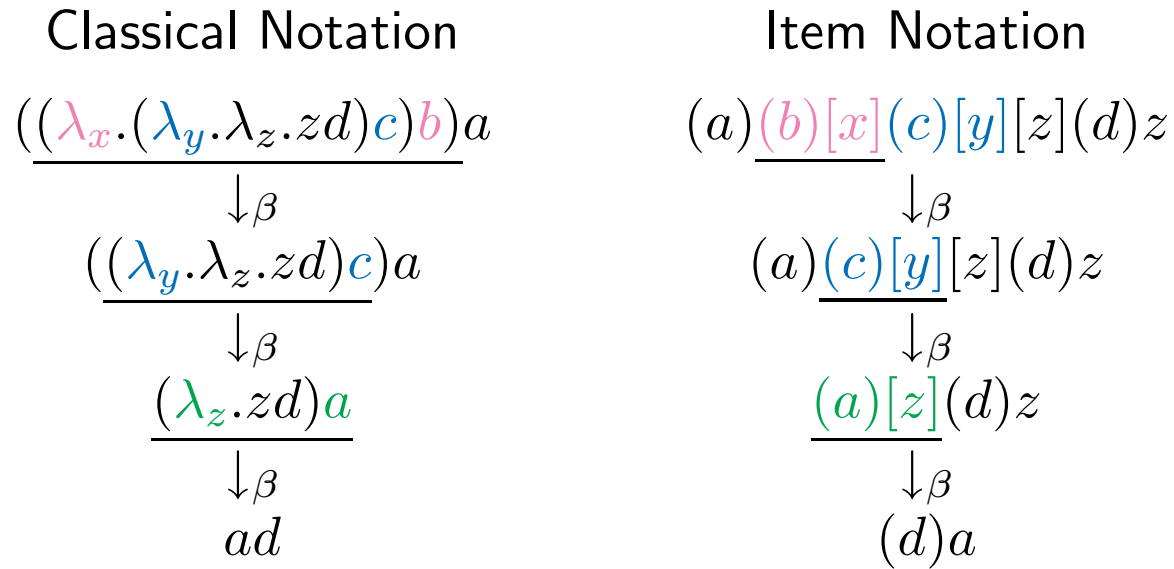 Classical Notation
((λx.(λy.λz.zd)c)b)a
↓β
((λy.λz.zd)c)a
↓β
(λz.zd)a
↓β
ad
Item Notation
(a)(b)[x](c)[y][z](d)z
↓β
(a)(c)[y][z](d)z
↓β
(a)[z](d)z
↓β
(d)a